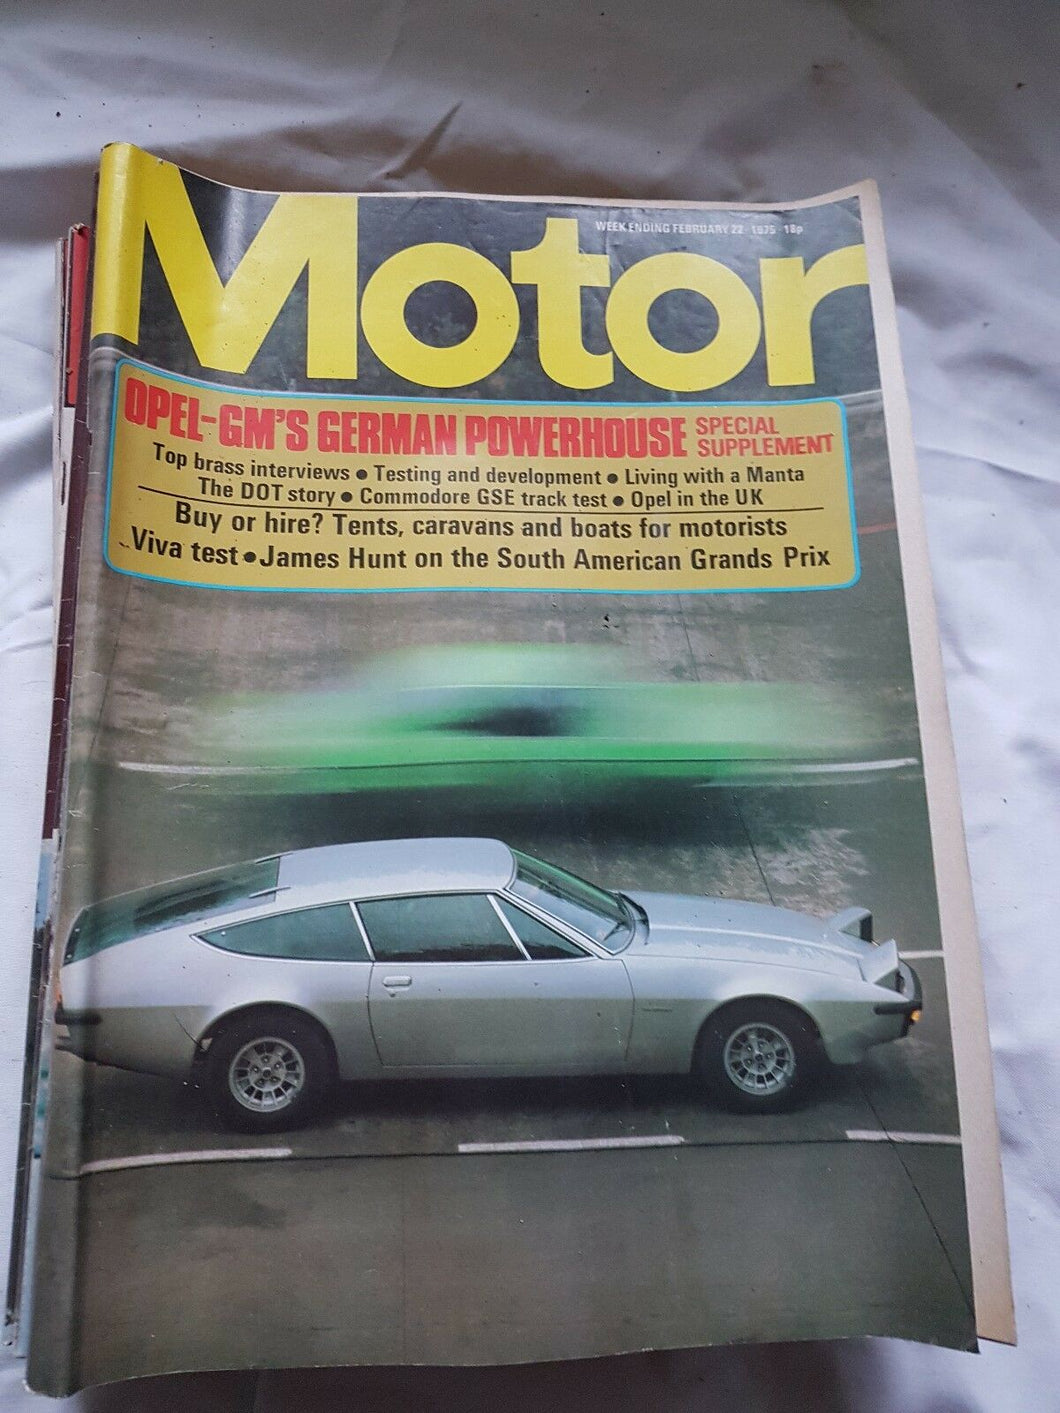 Motor
WEEK ENDING FEBRUARY 22 1975 18p
OPEL-GM'S GERMAN POWERHOUSE SPECIAL SUPPLEMENT
Top brass interviews ● Testing and development ● Living with a Manta
The DOT story ● Commodore GSE track test ● Opel in the UK
Buy or hire? Tents, caravans and boats for motorists
Viva test ● James Hunt on the South American Grands Prix